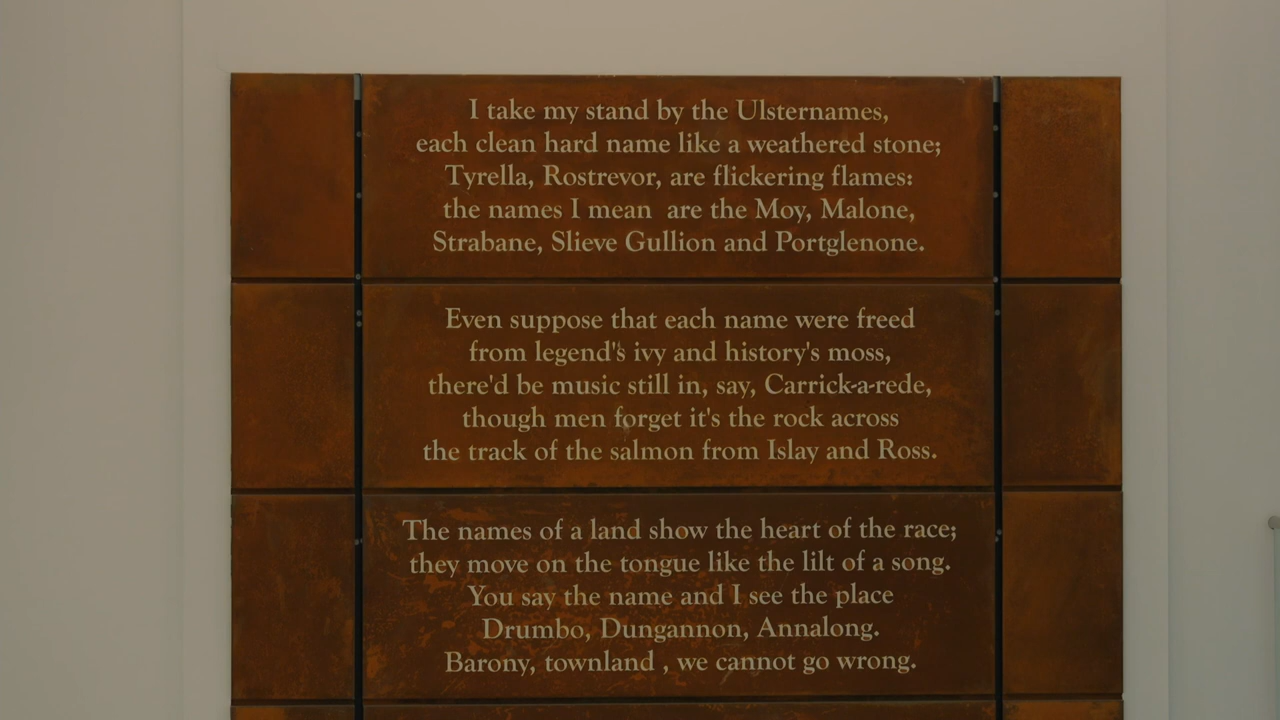 I take my stand by the Ulsternames,
each clean hard name like a weathered stone;
Tyrella, Rostrevor, are flickering flames:
the names I mean are the Moy, Malone,
Strabane, Slieve Gullion and Portglenone.
Even suppose that each name were freed
from legend's ivy and history's moss,
there'd be music still in, say, Carrick-a-rede,
though men forget it's the rock across
the track of the salmon from Islay and Ross.
The names of a land show the heart of the race;
they move on the tongue like the lilt of a song.
You say the name and I see the place
Drumbo, Dungannon, Annalong.
Barony, townland , we cannot go wrong.